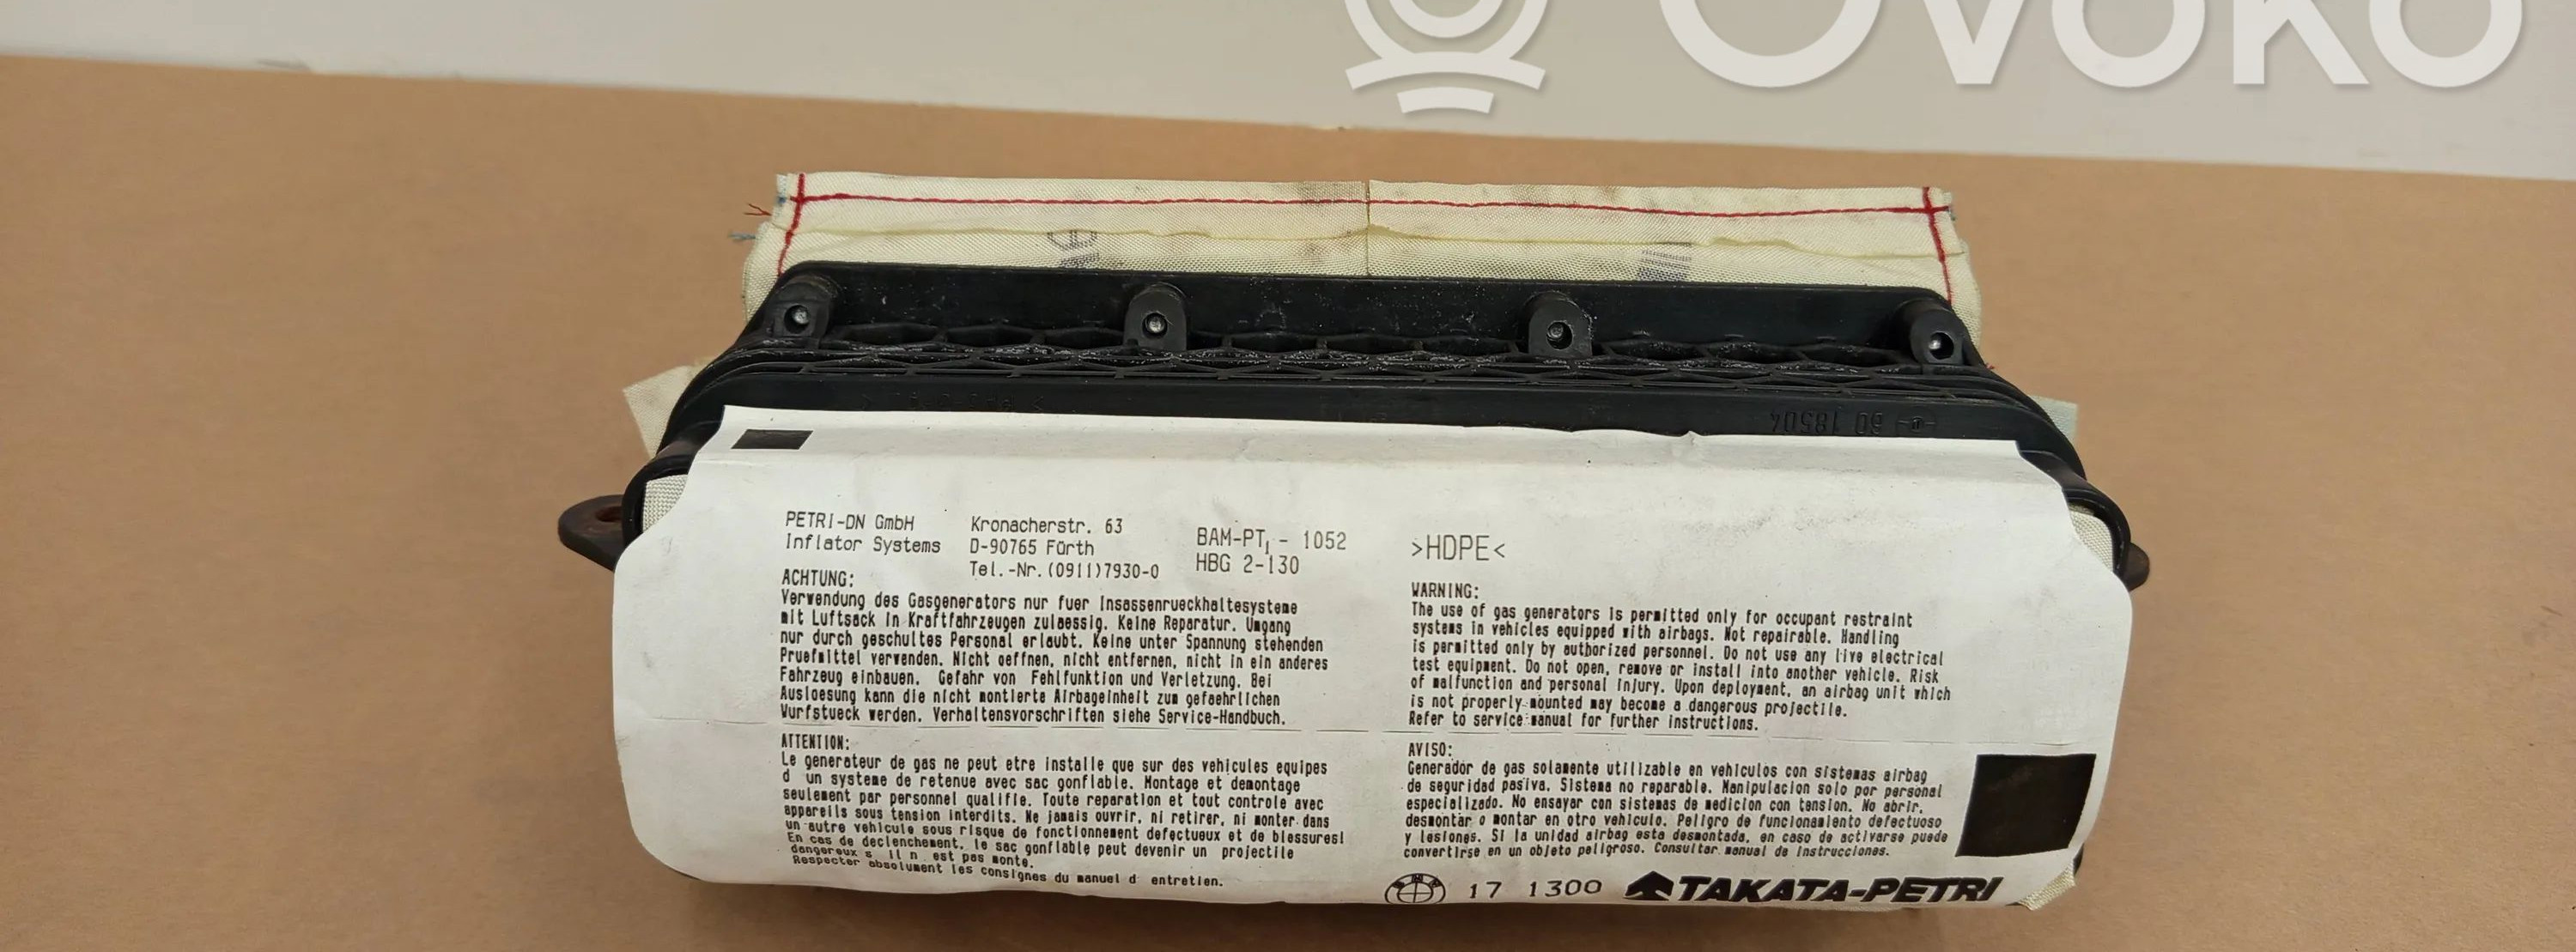 OVOKO
60 18504
PETRI-DN GmbH
Inflator Systems
Kronacherstr. 63
D-90765 Fürth
Tel.-Nr.(0911)7930-0
BAM-PT₁ - 1052
HBG 2-130
>HDPE<
ACHTUNG:
Verwendung des Gasgenerators nur fuer Insassenrueckhaltesysteme
mit Luftsack in Kraftfahrzeugen zulaessig. Keine Reparatur. Umgang
nur durch geschultes Personal erlaubt. Keine unter Spannung stehenden
Pruefmittel verwenden. Nicht oeffnen, nicht entfernen, nicht in ein anderes
Fahrzeug einbauen. Gefahr von Fehlfunktion und Verletzung. Bei
Ausloesung kann die nicht montierte Airbageinheit zum gefaehrlichen
Wurfstueck werden. Verhaltensvorschriften siehe Service-Handbuch.
WARNING:
The use of gas generators is permitted only for occupant restraint
systems in vehicles equipped with airbags. Not repairable. Handling
is permitted only by authorized personnel. Do not use any live electrical
test equipment. Do not open, remove or install into another vehicle. Risk
of malfunction and personal injury. Upon deployment, an airbag unit which
is not properly mounted may become a dangerous projectile.
Refer to service manual for further instructions.
ATTENTION:
Le generateur de gas ne peut etre installe que sur des vehicules equipes
d un systeme de retenue avec sac gonflable. Montage et demontage
seulement par personnel qualifie. Toute reparation et tout controle avec
appareils sous tension interdits. Ne jamais ouvrir, ni retirer, ni monter dans
un autre vehicule sous risque de fonctionnement defectueux et de blessures!
En cas de declenchement, le sac gonflable peut devenir un projectile
dangereux s il n est pas monte.
Respecter absolument les consignes du manuel d entretien.
AVISO:
Generador de gas solamente utilizable en vehiculos con sistemas airbag
de seguridad pasiva. Sistema no reparable. Manipulacion solo por personal
especializado. No ensayar con sistemas de medicion con tension. No abrir,
desmontar o montar en otro vehiculo. Peligro de funcionamiento defectuoso
y lesiones. Si la unidad airbag esta desmontada, en caso de activarse puede
convertirse en un objeto peligroso. Consultar manual de instrucciones.
BMW 17 1300 TAKATA-PETRI